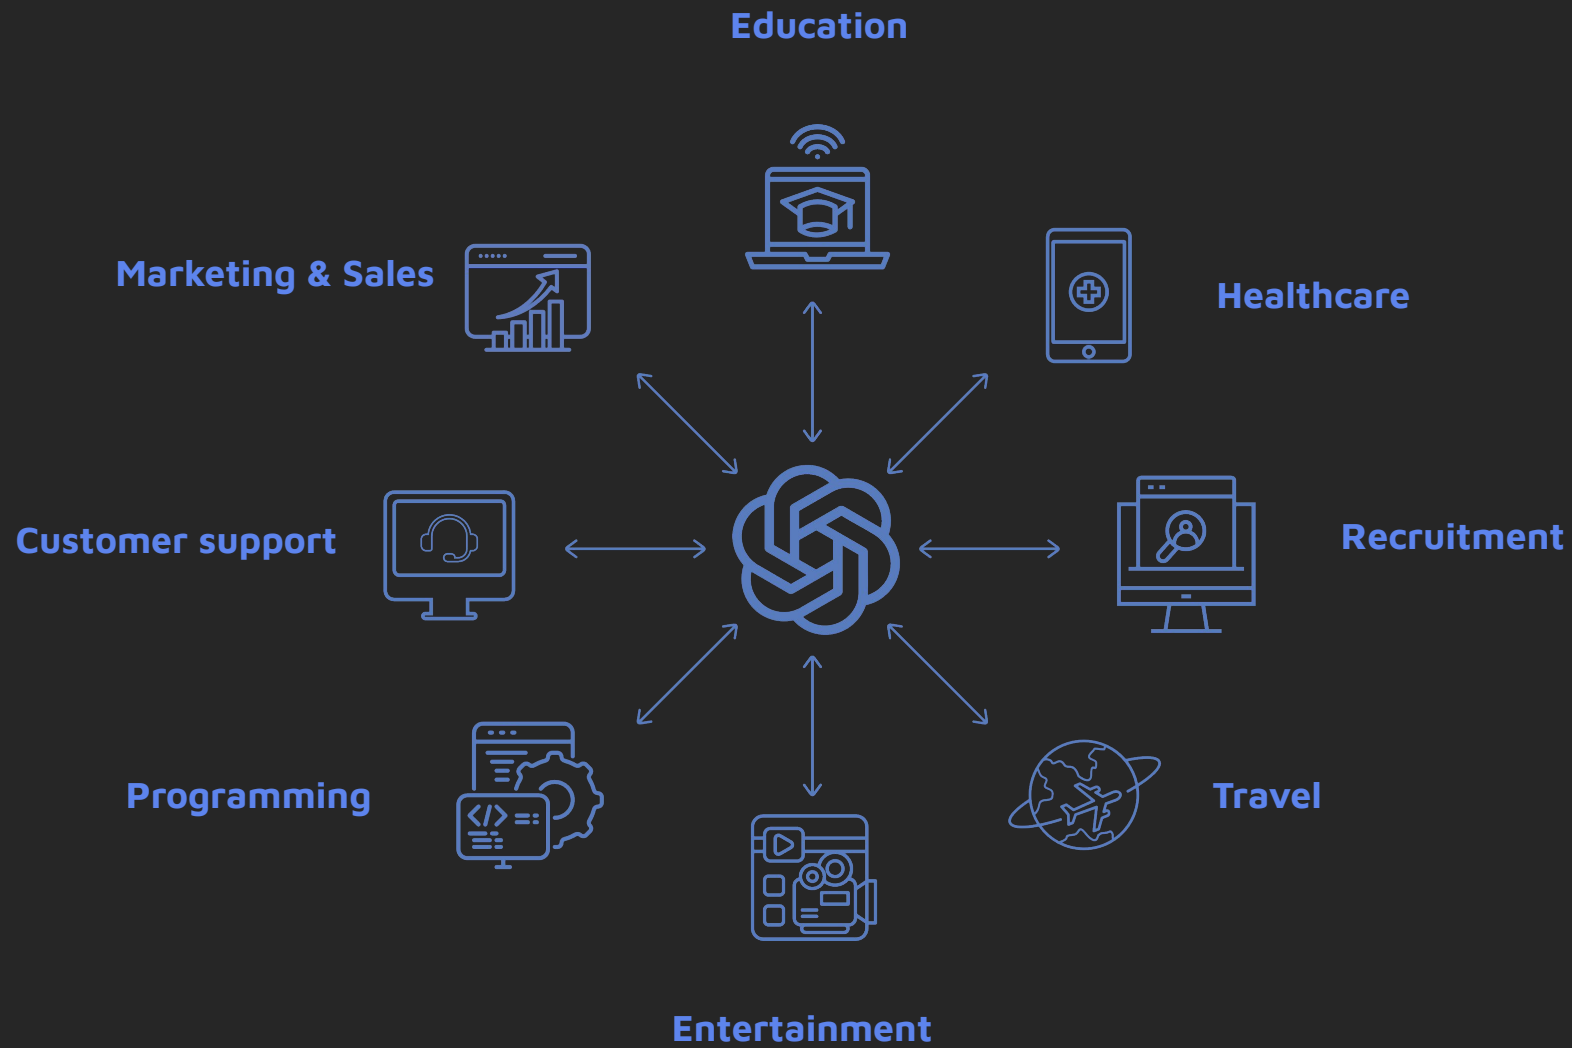 Education
Marketing & Sales
Healthcare
Customer support
Recruitment
Programming
Travel
Entertainment